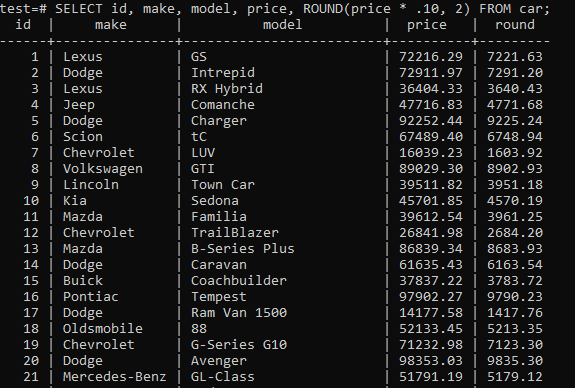 test=# SELECT id, make, model, price, ROUND(price * .10, 2) FROM car;
id | make | model | price | round
-----+---------------+--------------------+----------+---------
1 | Lexus | GS | 72216.29 | 7221.63
2 | Dodge | Intrepid | 72911.97 | 7291.20
3 | Lexus | RX Hybrid | 36404.33 | 3640.43
4 | Jeep | Comanche | 47716.83 | 4771.68
5 | Dodge | Charger | 92252.44 | 9225.24
6 | Scion | tC | 67489.40 | 6748.94
7 | Chevrolet | LUV | 16039.23 | 1603.92
8 | Volkswagen | GTI | 89029.30 | 8902.93
9 | Lincoln | Town Car | 39511.82 | 3951.18
10 | Kia | Sedona | 45701.85 | 4570.19
11 | Mazda | Familia | 39612.54 | 3961.25
12 | Chevrolet | TrailBlazer | 26841.98 | 2684.20
13 | Mazda | B-Series Plus | 86839.34 | 8683.93
14 | Dodge | Caravan | 61635.43 | 6163.54
15 | Buick | Coachbuilder | 37837.22 | 3783.72
16 | Pontiac | Tempest | 97902.27 | 9790.23
17 | Dodge | Ram Van 1500 | 14177.58 | 1417.76
18 | Oldsmobile | 88 | 52133.45 | 5213.35
19 | Chevrolet | G-Series G10 | 71232.98 | 7123.30
20 | Dodge | Avenger | 98353.03 | 9835.30
21 | Mercedes-Benz | GL-Class | 51791.19 | 5179.12